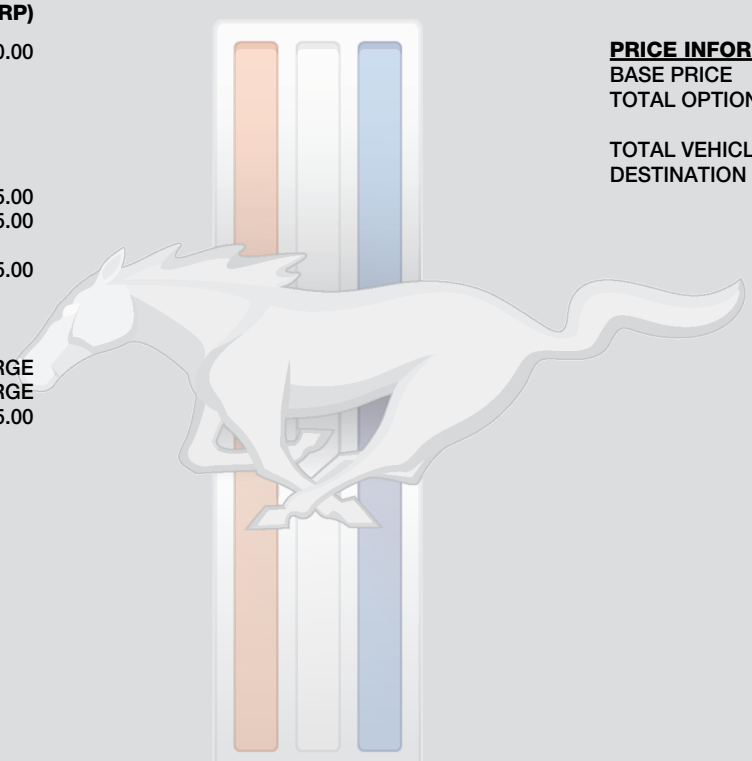 RP)
0.00
5.00
5.00
5.00
RGE
RGE
5.00
PRICE INFOR
BASE PRICE
TOTAL OPTION
TOTAL VEHICL
DESTINATION